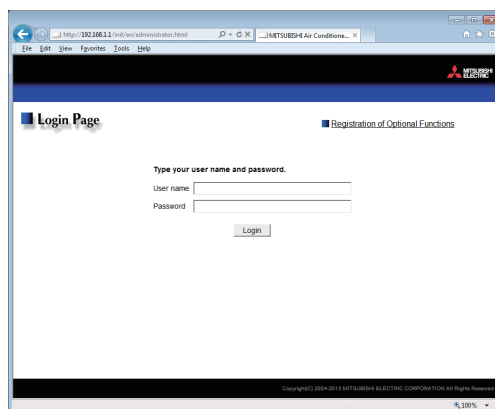 http://192.168.1.1/init/en/administrator.html
MITSUBISHI Air Conditione...
File Edit View Favorites Tools Help
MITSUBISHI
ELECTRIC
Login Page
Registration of Optional Functions
Type your user name and password.
User name
Password
Login
Copyright(C) 2004-2013 MITSUBISHI ELECTRIC CORPORATION All Rights Reserved
100%